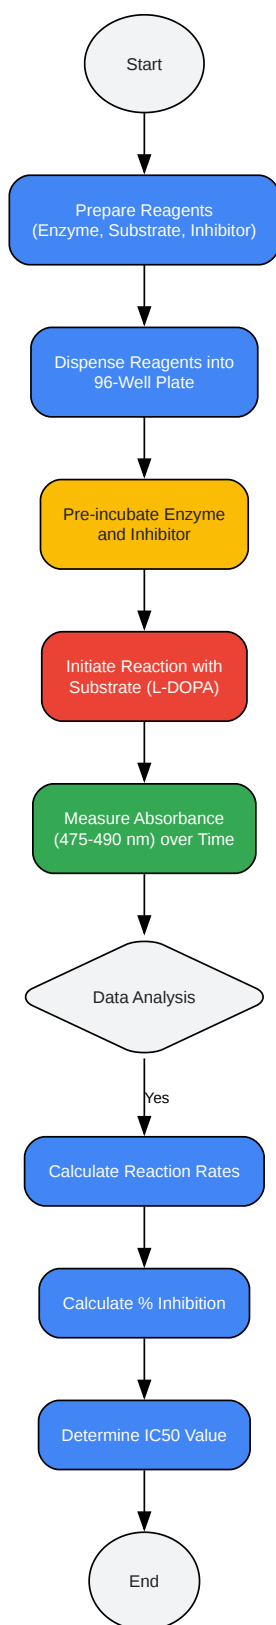 Start
Prepare Reagents
(Enzyme, Substrate, Inhibitor)
Dispense Reagents into
96-Well Plate
Pre-incubate Enzyme
and Inhibitor
Initiate Reaction with
Substrate (L-DOPA)
Measure Absorbance
(475-490 nm) over Time
Data Analysis
Yes
Calculate Reaction Rates
Calculate % Inhibition
Determine IC50 Value
End